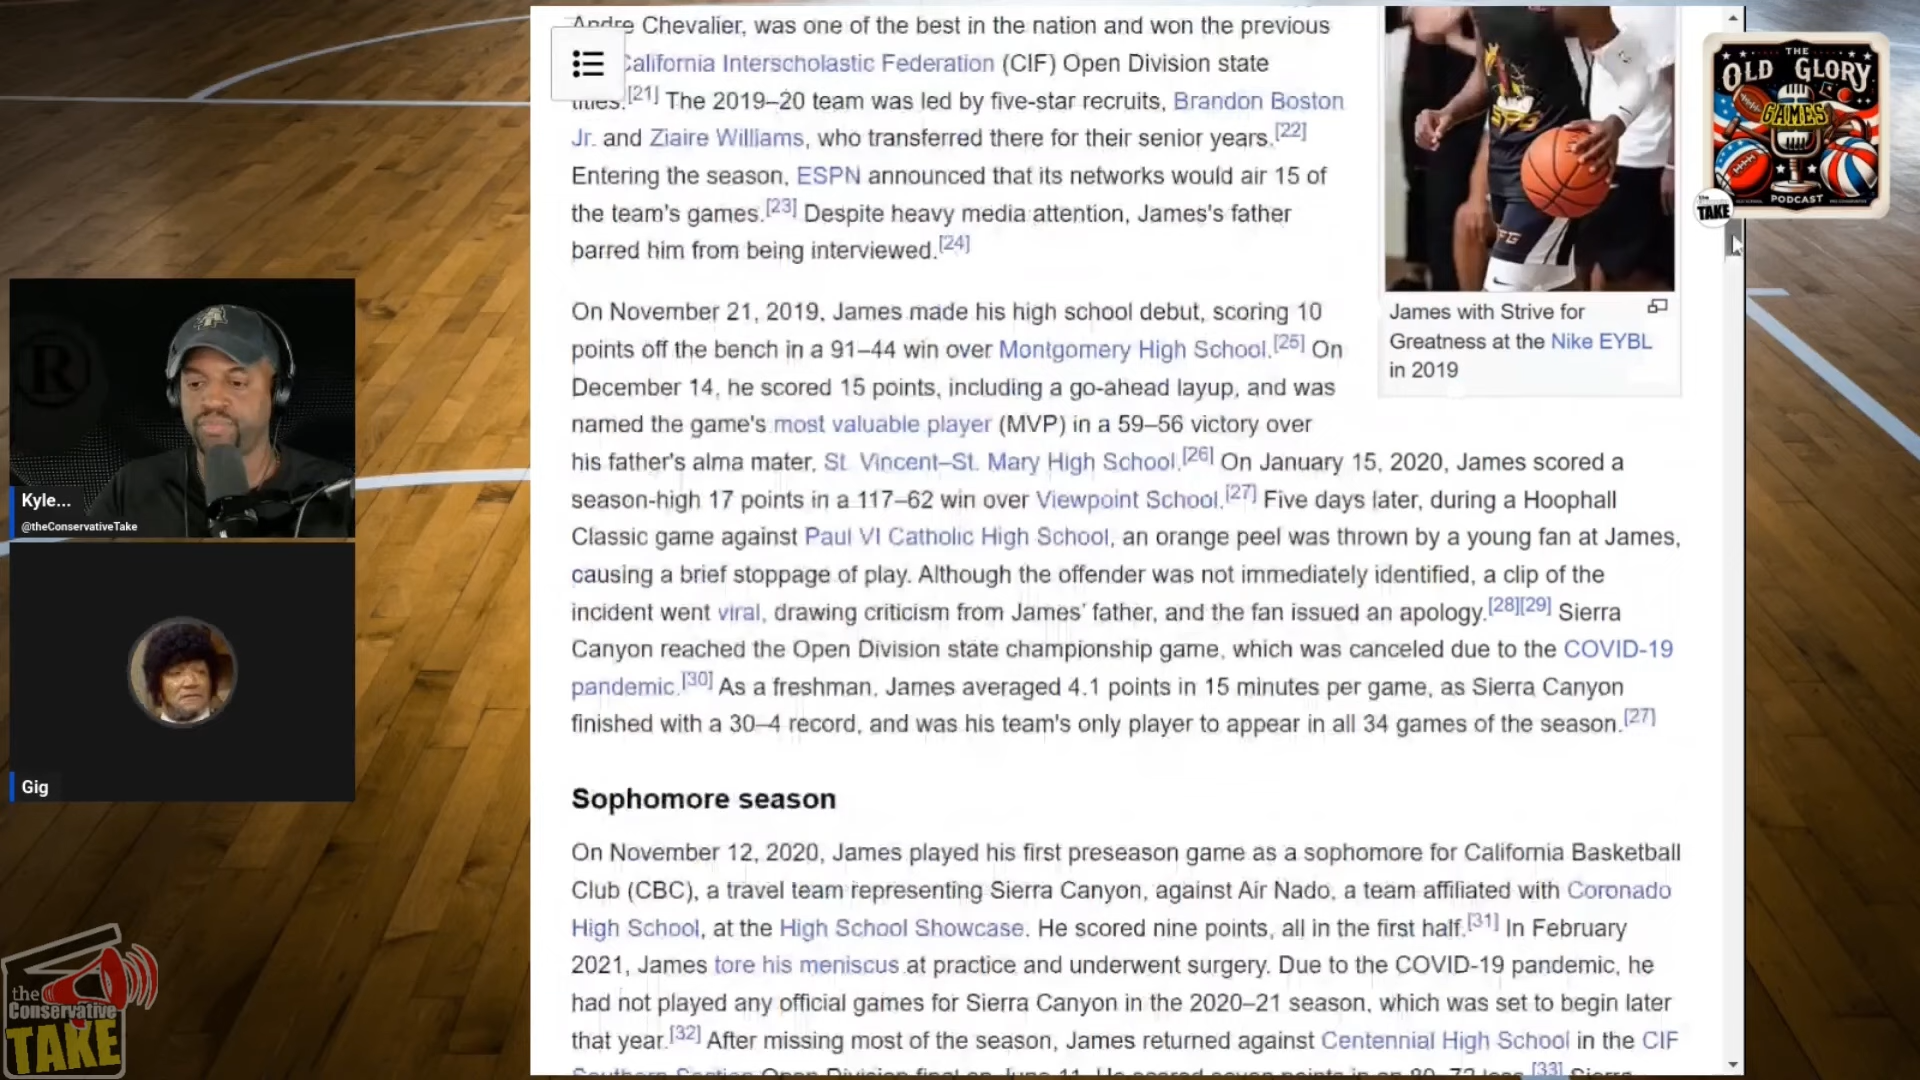 Andre Chevalier, was one of the best in the nation and won the previous
California Interscholastic Federation (CIF) Open Division state
titles.[21] The 2019–20 team was led by five-star recruits, Brandon Boston
Jr. and Ziaire Williams, who transferred there for their senior years.[22]
Entering the season, ESPN announced that its networks would air 15 of
the team's games.[23] Despite heavy media attention, James's father
barred him from being interviewed.[24]
On November 21, 2019, James made his high school debut, scoring 10
points off the bench in a 91–44 win over Montgomery High School.[25] On
December 14, he scored 15 points, including a go-ahead layup, and was
named the game's most valuable player (MVP) in a 59–56 victory over
his father's alma mater, St. Vincent–St. Mary High School.[26] On January 15, 2020, James scored a
season-high 17 points in a 117–62 win over Viewpoint School.[27] Five days later, during a Hoophall
Classic game against Paul VI Catholic High School, an orange peel was thrown by a young fan at James,
causing a brief stoppage of play. Although the offender was not immediately identified, a clip of the
incident went viral, drawing criticism from James' father, and the fan issued an apology.[28][29] Sierra
Canyon reached the Open Division state championship game, which was canceled due to the COVID-19
pandemic.[30] As a freshman, James averaged 4.1 points in 15 minutes per game, as Sierra Canyon
finished with a 30–4 record, and was his team's only player to appear in all 34 games of the season.[27]
Sophomore season
On November 12, 2020, James played his first preseason game as a sophomore for California Basketball
Club (CBC), a travel team representing Sierra Canyon, against Air Nado, a team affiliated with Coronado
High School, at the High School Showcase. He scored nine points, all in the first half.[31] In February
2021, James tore his meniscus at practice and underwent surgery. Due to the COVID-19 pandemic, he
had not played any official games for Sierra Canyon in the 2020–21 season, which was set to begin later
that year.[32] After missing most of the season, James returned against Centennial High School in the CIF
Southern Section Open Division final on June 11. He scored seven points in an 80–72 loss.[33] Sierra
James with Strive for
Greatness at the Nike EYBL
in 2019
THE
OLD GLORY
GAMES
PODCAST
the
TAKE
R
Kyle...
@theConservativeTake
Gig
the
Conservative
TAKE